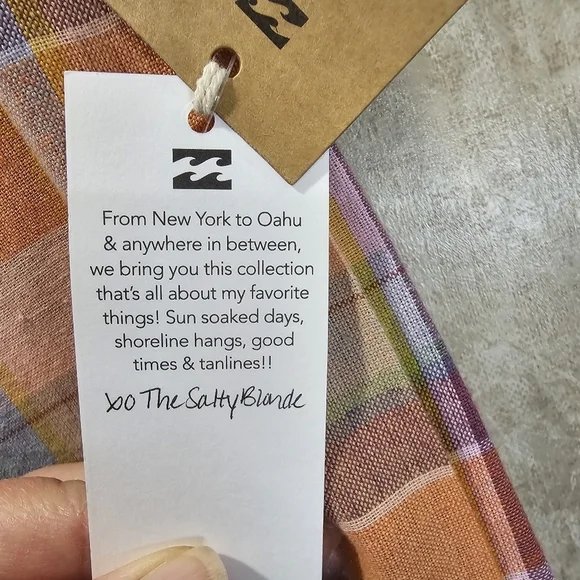 From New York to Oahu
& anywhere in between,
we bring you this collection
that's all about my favorite
things! Sun soaked days,
shoreline hangs, good
times & tanlines!!
xo The Salty Blonde